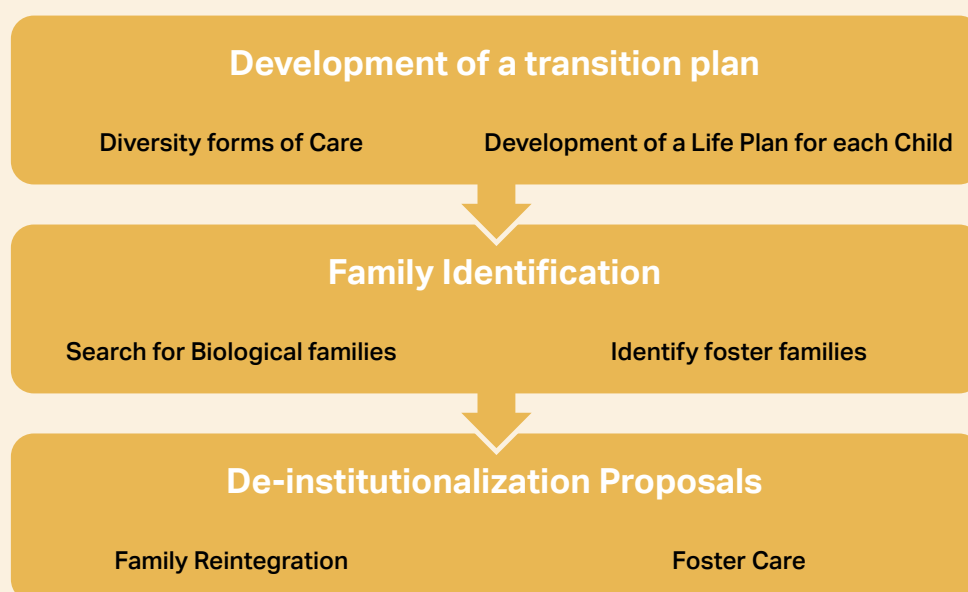 Development of a transition plan
Diversity forms of Care
Development of a Life Plan for each Child
Family Identification
Search for Biological families
Identify foster families
De-institutionalization Proposals
Family Reintegration
Foster Care